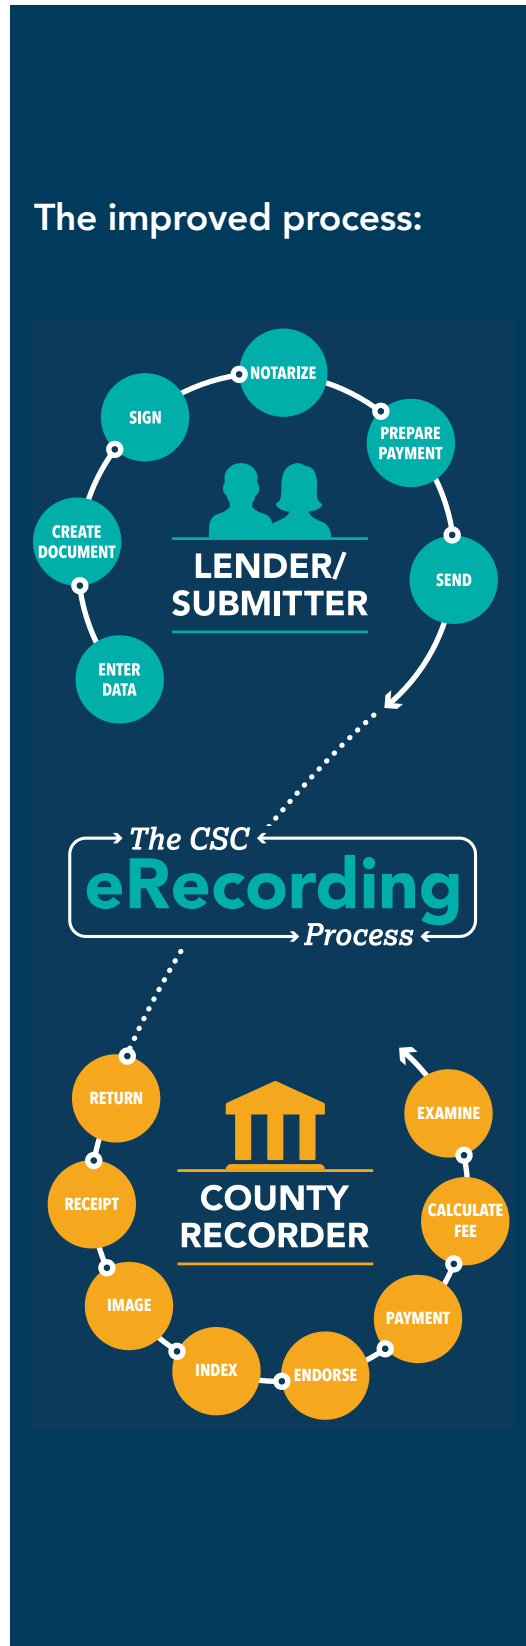 The improved process:
NOTARIZE
SIGN
PREPARE
PAYMENT
CREATE
DOCUMENT
LENDER/
SUBMITTER
SEND
ENTER
DATA
The CSC
eRecording
Process
RETURN
EXAMINE
RECEIPT
COUNTY
RECORDER
CALCULATE
FEE
IMAGE
PAYMENT
INDEX
ENDORSE